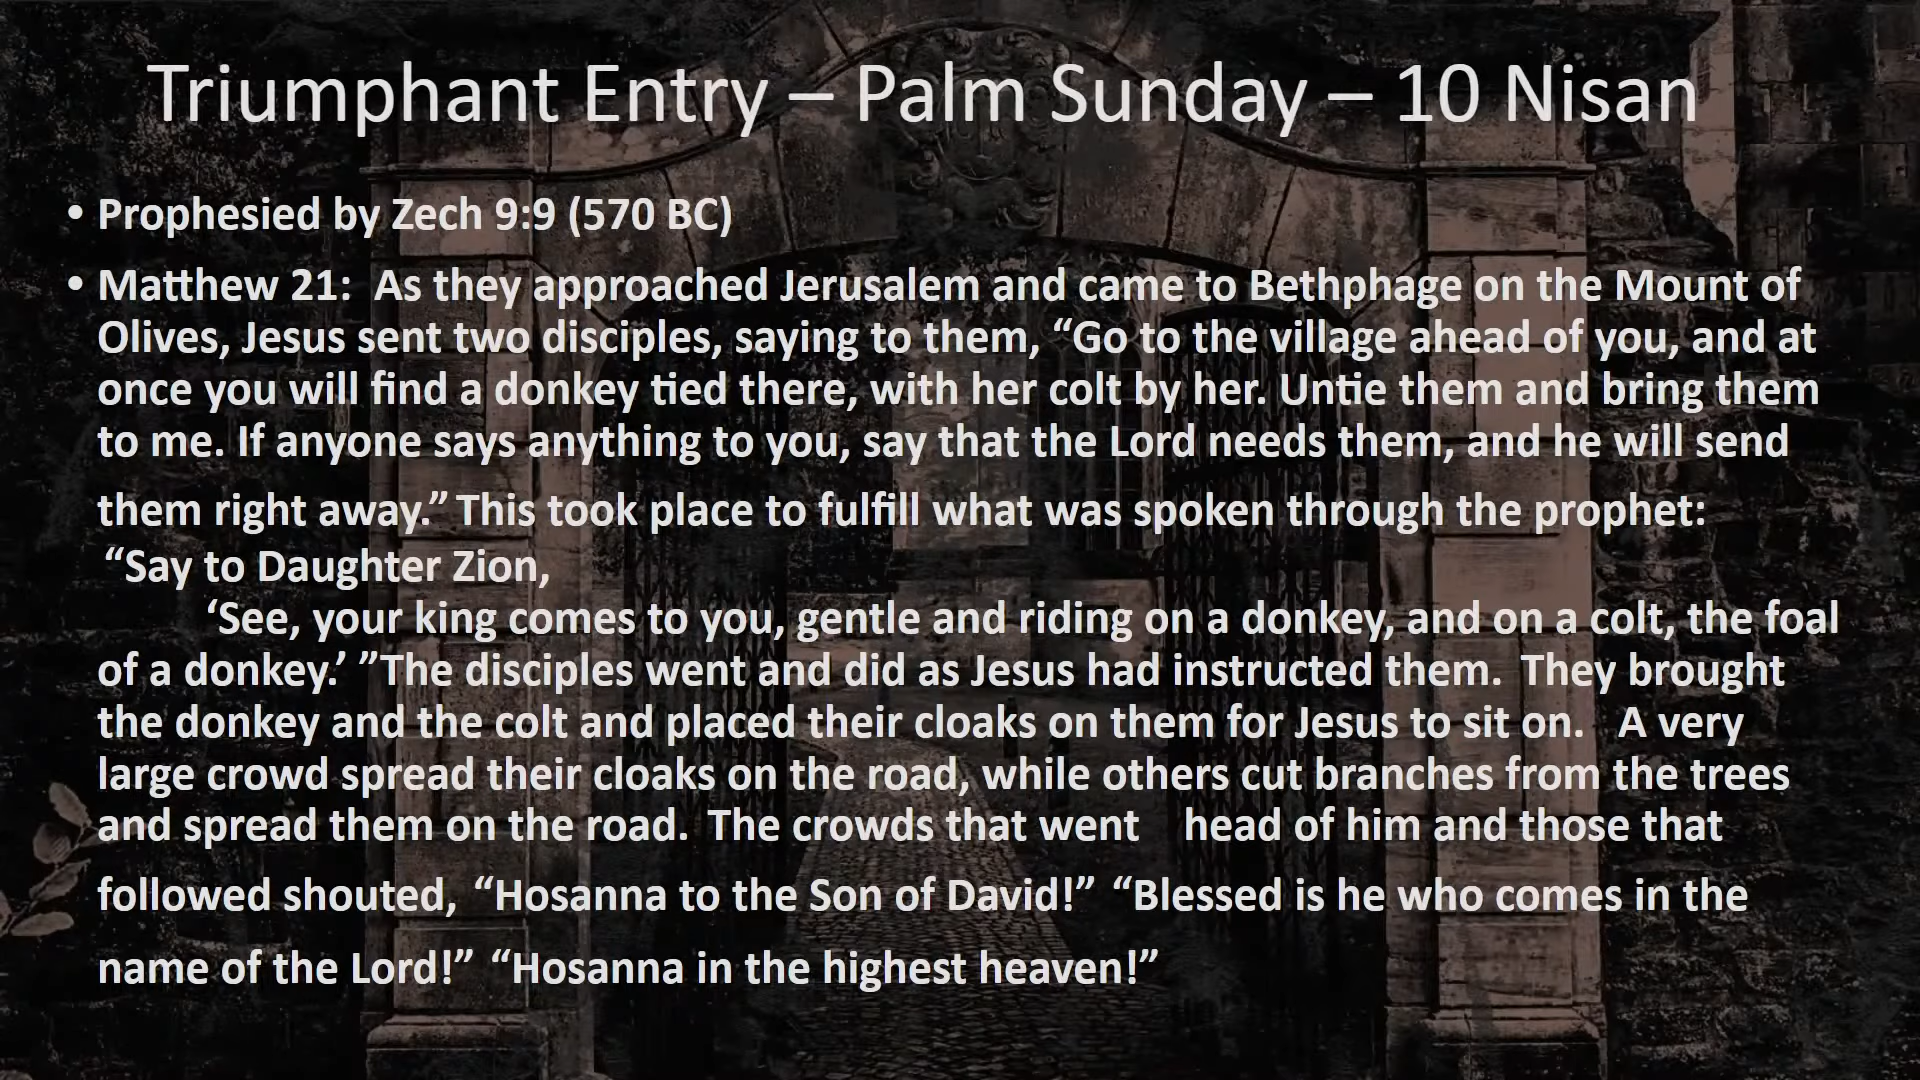 Triumphant Entry – Palm Sunday – 10 Nisan
• Prophesied by Zech 9:9 (570 BC)
• Matthew 21:  As they approached Jerusalem and came to Bethphage on the Mount of
Olives, Jesus sent two disciples, saying to them, “Go to the village ahead of you, and at
once you will find a donkey tied there, with her colt by her. Untie them and bring them
to me. If anyone says anything to you, say that the Lord needs them, and he will send
them right away.” This took place to fulfill what was spoken through the prophet:
“Say to Daughter Zion,
‘See, your king comes to you, gentle and riding on a donkey, and on a colt, the foal
of a donkey.’ ”The disciples went and did as Jesus had instructed them.  They brought
the donkey and the colt and placed their cloaks on them for Jesus to sit on.   A very
large crowd spread their cloaks on the road, while others cut branches from the trees
and spread them on the road.  The crowds that went    head of him and those that
followed shouted, “Hosanna to the Son of David!” “Blessed is he who comes in the
name of the Lord!” “Hosanna in the highest heaven!”